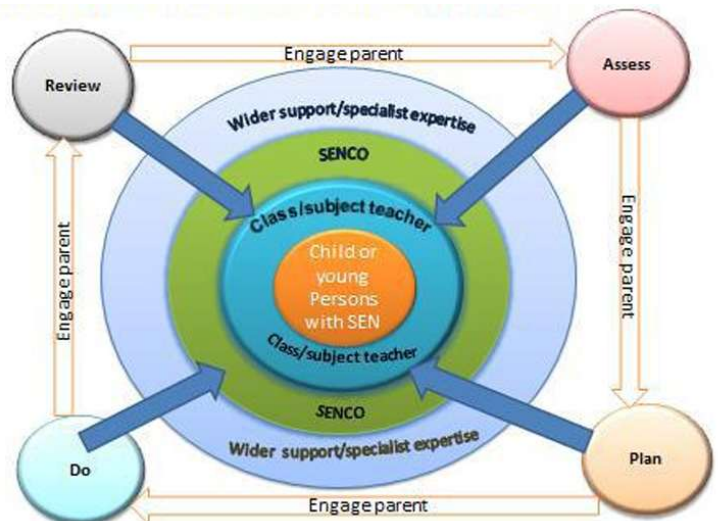 Engage parent
Review
Assess
Wider support/specialist expertise
SENCO
Class/subject teacher
Child or
young
Persons
with SEN
Class/subject teacher
SENCO
Wider support/specialist expertise
Engage parent
Engage parent
Do
Plan
Engage parent